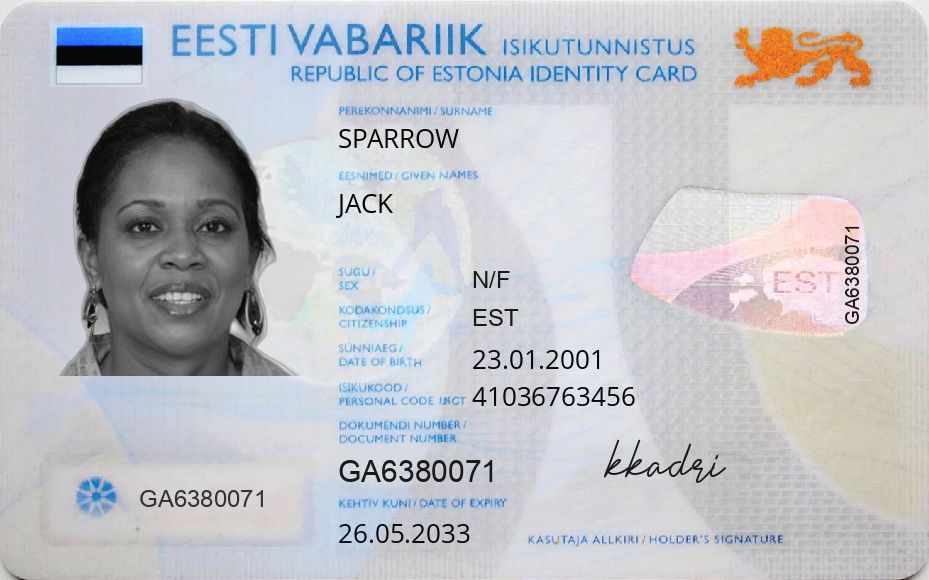 EESTI VABARIIK ISIKUTUNNISTUS
REPUBLIC OF ESTONIA IDENTITY CARD
PEREKONNANIMI / SURNAME
SPARROW
EESNIMED / GIVEN NAMES
JACK
SUGU /
SEX
N/F
KODAKONDSUS /
CITIZENSHIP
EST
SÜNNIAEG /
DATE OF BIRTH
23.01.2001
ISIKUKOOD /
PERSONAL CODE
41036763456
DOKUMENDI NUMBER /
DOCUMENT NUMBER
GA6380071
KEHTIV KUNI / DATE OF EXPIRY
26.05.2033
GA6380071
EST
GA6380071
kkadri
KASUTAJA ALLKIRI / HOLDER'S SIGNATURE